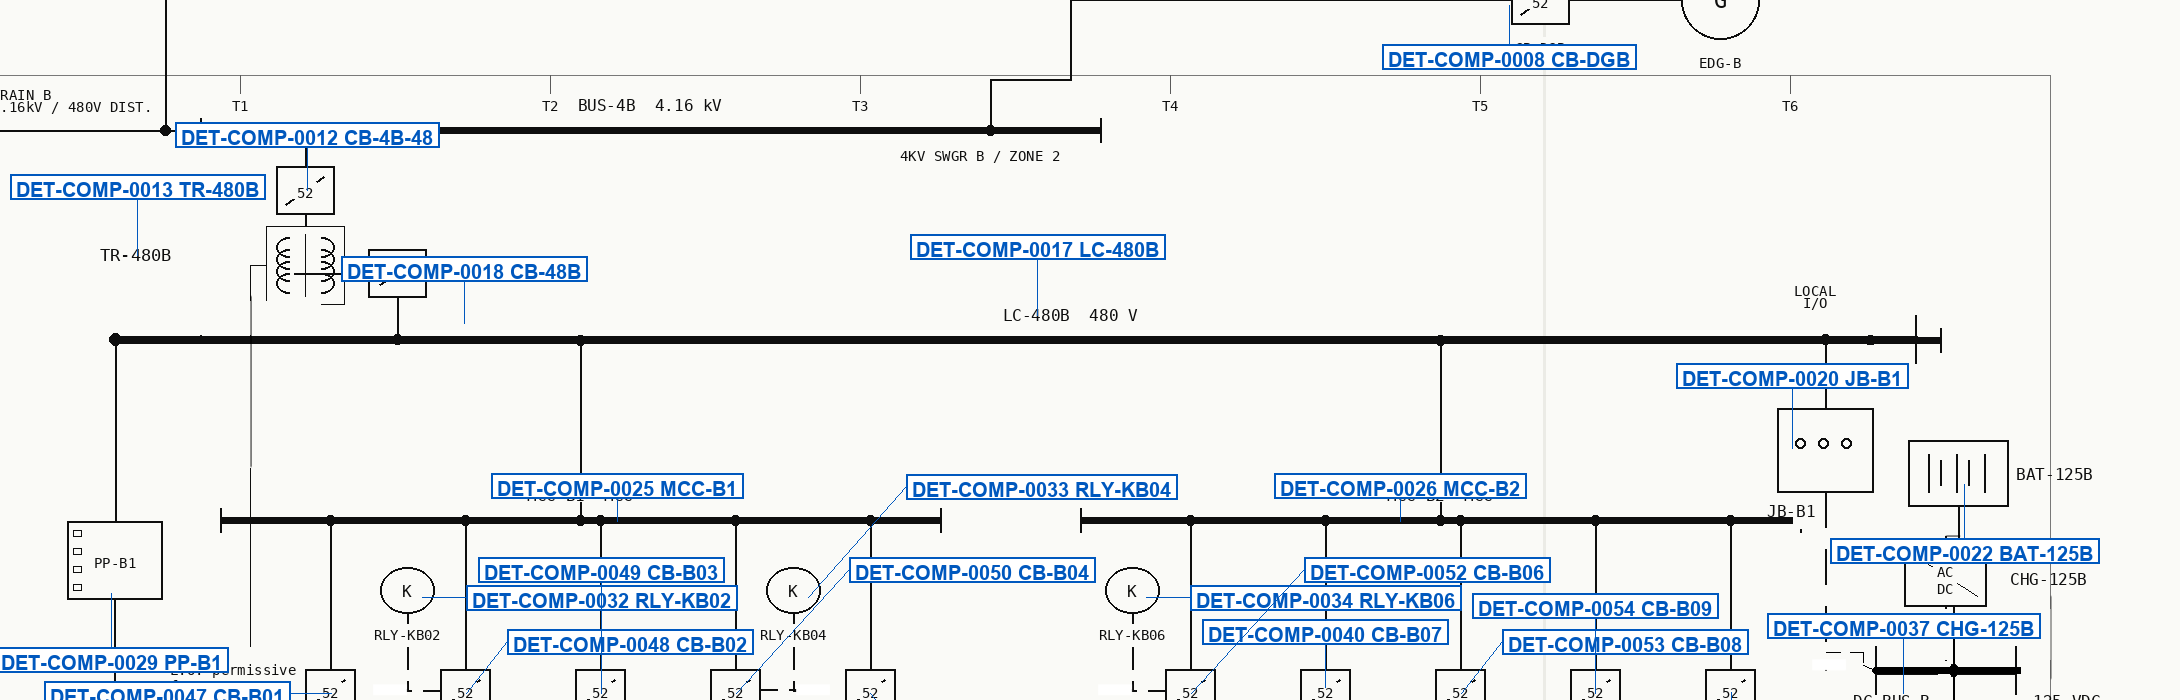 52
G
DET-COMP-0008 CB-DGB
EDG-B
RAIN B
.16kV / 480V DIST.
T1
T2
BUS-4B 4.16 kV
T3
T4
T5
T6
DET-COMP-0012 CB-4B-48
4KV SWGR B / ZONE 2
DET-COMP-0013 TR-480B
52
TR-480B
DET-COMP-0017 LC-480B
DET-COMP-0018 CB-48B
LOCAL
I/O
LC-480B 480 V
DET-COMP-0020 JB-B1
BAT-125B
DET-COMP-0025 MCC-B1
DET-COMP-0033 RLY-KB04
DET-COMP-0026 MCC-B2
JB-B1
DET-COMP-0022 BAT-125B
PP-B1
DET-COMP-0049 CB-B03
DET-COMP-0050 CB-B04
DET-COMP-0052 CB-B06
AC
DC
CHG-125B
K
DET-COMP-0032 RLY-KB02
K
K
DET-COMP-0034 RLY-KB06
DET-COMP-0054 CB-B09
DET-COMP-0037 CHG-125B
RLY-KB02
DET-COMP-0048 CB-B02
RLY-KB04
RLY-KB06
DET-COMP-0040 CB-B07
DET-COMP-0053 CB-B08
DET-COMP-0029 PP-B1
rmissive
DET-COMP-0047 CB-B01
52
52
52
52
52
52
52
52
52
52
DC BUS B
125 VDC